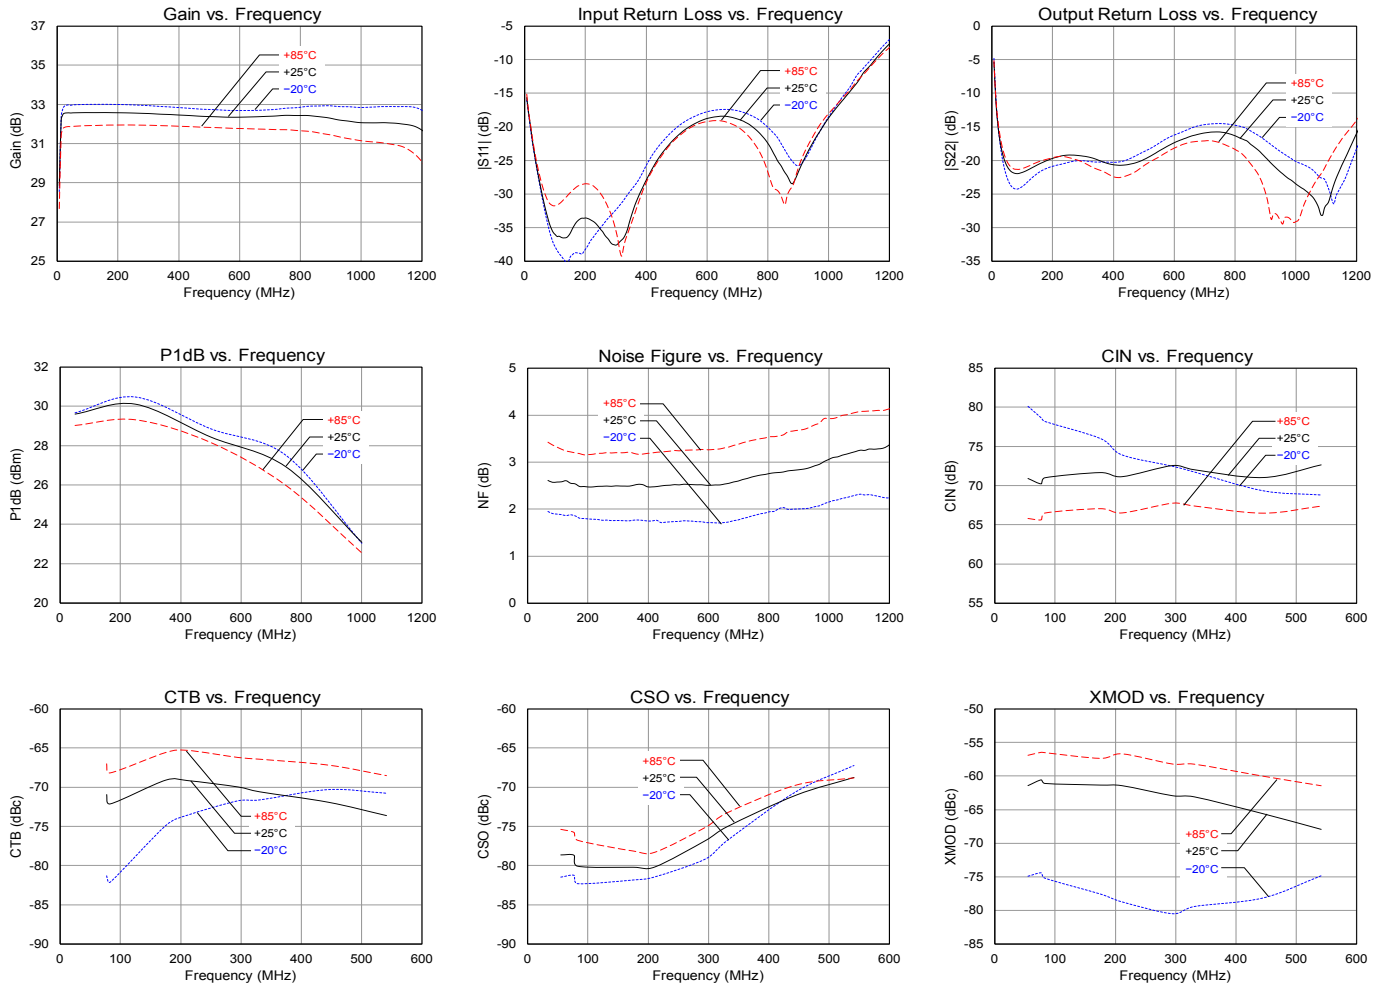 Gain vs. Frequency
37
35
33
31
29
27
25
Gain (dB)
+85°C
+25°C
−20°C
0 200 400 600 800 1000 1200
Frequency (MHz)
Input Return Loss vs. Frequency
-5
-10
-15
-20
-25
-30
-35
-40
|S11| (dB)
+85°C
+25°C
−20°C
0 200 400 600 800 1000 1200
Frequency (MHz)
Output Return Loss vs. Frequency
0
-5
-10
-15
-20
-25
-30
-35
|S22| (dB)
+85°C
+25°C
−20°C
0 200 400 600 800 1000 1200
Frequency (MHz)
P1dB vs. Frequency
32
30
28
26
24
22
20
P1dB (dBm)
+85°C
+25°C
−20°C
0 200 400 600 800 1000 1200
Frequency (MHz)
Noise Figure vs. Frequency
5
4
3
2
1
0
NF (dB)
+85°C
+25°C
−20°C
0 200 400 600 800 1000 1200
Frequency (MHz)
CIN vs. Frequency
85
80
75
70
65
60
55
CIN (dB)
+85°C
+25°C
−20°C
0 100 200 300 400 500 600
Frequency (MHz)
CTB vs. Frequency
-60
-65
-70
-75
-80
-85
-90
CTB (dBc)
+85°C
+25°C
−20°C
0 100 200 300 400 500 600
Frequency (MHz)
CSO vs. Frequency
-60
-65
-70
-75
-80
-85
-90
CSO (dBc)
+85°C
+25°C
−20°C
0 100 200 300 400 500 600
Frequency (MHz)
XMOD vs. Frequency
-50
-55
-60
-65
-70
-75
-80
-85
XMOD (dBc)
+85°C
+25°C
−20°C
0 100 200 300 400 500 600
Frequency (MHz)